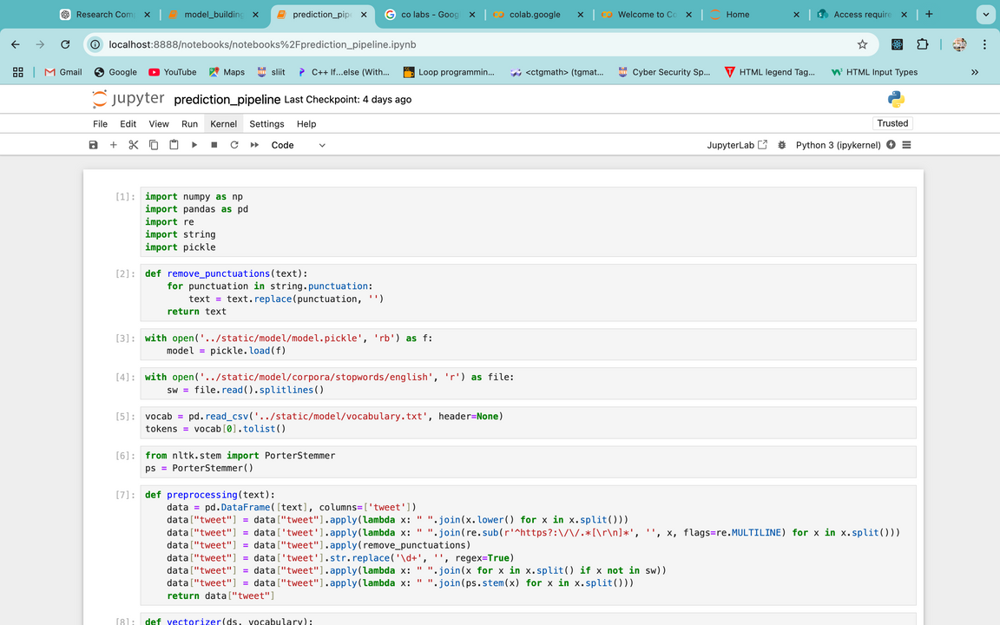 Research Com
model_building
prediction_pip
co labs - Goog
colab.google
Welcome to Co
Home
Access require
localhost:8888/notebooks/notebooks%2Fprediction_pipeline.ipynb
Gmail
Google
YouTube
Maps
sliit
C++ If...else (With...
Loop programmin...
<ctgmath> (tgmat...
Cyber Security Sp...
HTML legend Tag...
HTML Input Types
jupyter prediction_pipeline Last Checkpoint: 4 days ago
File Edit View Run Kernel Settings Help
Trusted
Code
JupyterLab
Python 3 (ipykernel)
[1]: import numpy as np
import pandas as pd
import re
import string
import pickle
[2]: def remove_punctuations(text):
    for punctuation in string.punctuation:
        text = text.replace(punctuation, '')
    return text
[3]: with open('../static/model/model.pickle', 'rb') as f:
    model = pickle.load(f)
[4]: with open('../static/model/corpora/stopwords/english', 'r') as file:
    sw = file.read().splitlines()
[5]: vocab = pd.read_csv('../static/model/vocabulary.txt', header=None)
tokens = vocab[0].tolist()
[6]: from nltk.stem import PorterStemmer
ps = PorterStemmer()
[7]: def preprocessing(text):
    data = pd.DataFrame([text], columns=['tweet'])
    data["tweet"] = data["tweet"].apply(lambda x: " ".join(x.lower() for x in x.split()))
    data["tweet"] = data['tweet'].apply(lambda x: " ".join(re.sub(r'^https?:\/\/.*[\r\n]*', '', x, flags=re.MULTILINE) for x in x.split()))
    data["tweet"] = data["tweet"].apply(remove_punctuations)
    data["tweet"] = data['tweet'].str.replace('\d+', '', regex=True)
    data["tweet"] = data["tweet"].apply(lambda x: " ".join(x for x in x.split() if x not in sw))
    data["tweet"] = data["tweet"].apply(lambda x: " ".join(ps.stem(x) for x in x.split()))
    return data["tweet"]
[8]: def vectorizer(ds, vocabulary):